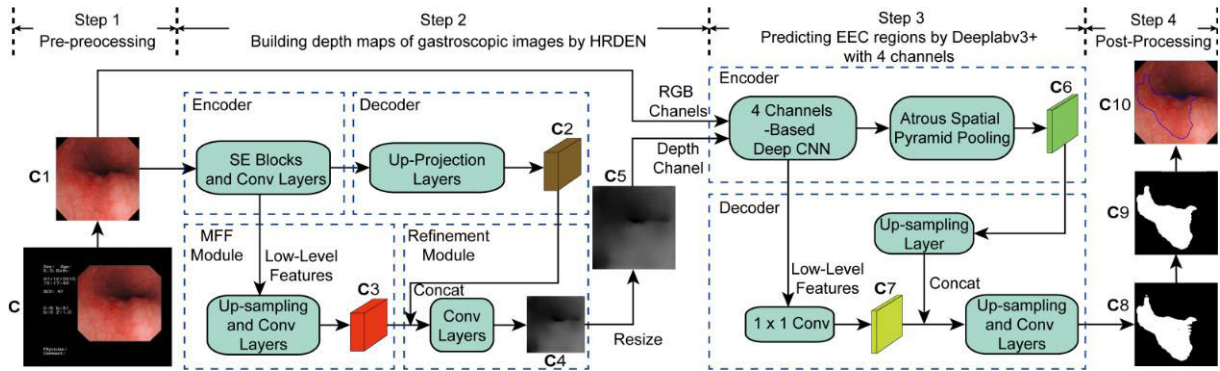 Step 1
Pre-preocessing
Step 2
Building depth maps of gastroscopic images by HRDEN
Step 3
Predicting EEC regions by Deeplabv3+
with 4 channels
Step 4
Post-Processing
C1
C
Encoder
SE Blocks
and Conv Layers
Decoder
Up-Projection
Layers
C2
MFF
Module
Low-Level
Features
Up-sampling
and Conv
Layers
C3
Refinement
Module
Concat
Conv
Layers
C4
C5
Resize
RGB
Chanels
Depth
Channel
Encoder
4 Channels
-Based
Deep CNN
Atrous Spatial
Pyramid Pooling
C6
Decoder
Up-sampling
Layer
Low-Level
Features
1 x 1 Conv
C7
Concat
Up-sampling
and Conv
Layers
C8
C9
C10